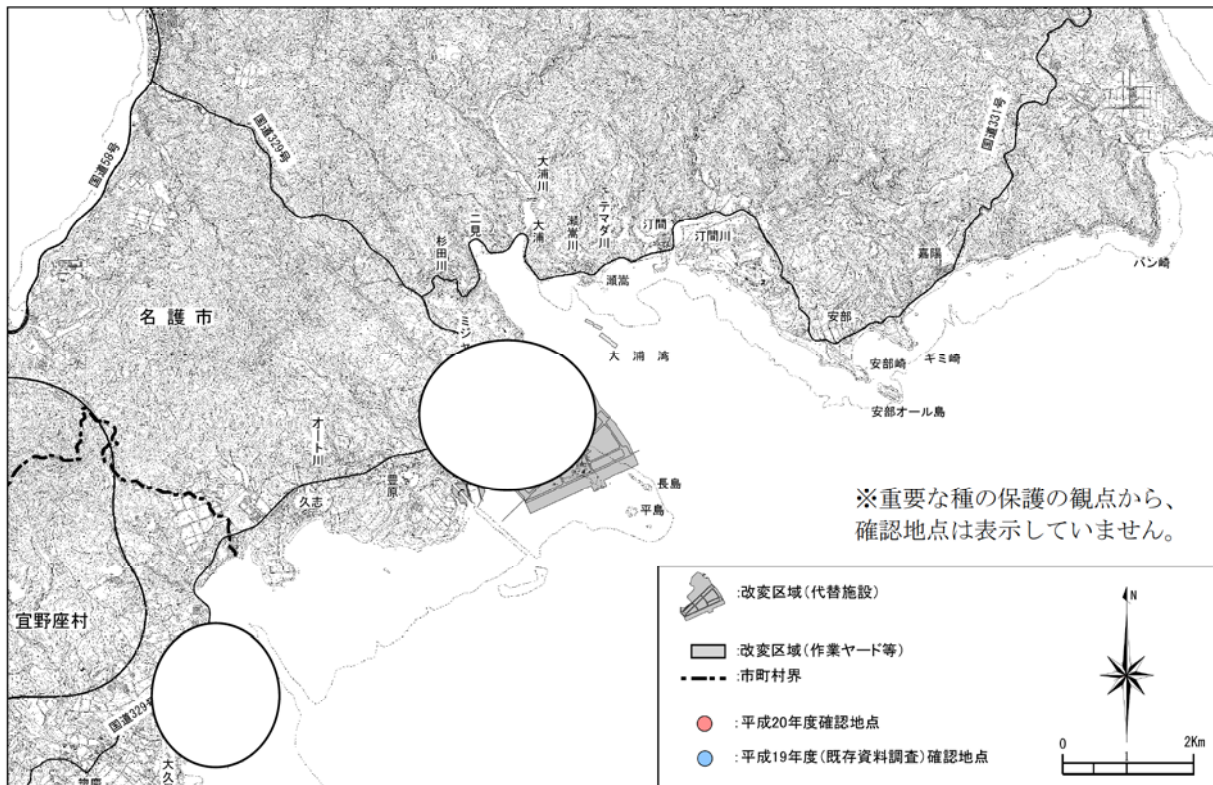 国道58号
国道329号
国道331号
大浦川
二見
大浦
瀬嵩川
テマダ川
汀間
汀間川
杉田川
嘉陽
バン崎
瀬嵩
名護市
大浦湾
安部
安部崎
ギミ崎
安部オール島
オート川
久志
豊原
長島
平島
※重要な種の保護の観点から、
確認地点は表示していません。
宜野座村
国道329号
:改変区域(代替施設)
:改変区域(作業ヤード等)
:市町村界
:平成20年度確認地点
:平成19年度(既存資料調査)確認地点
N
0 2Km